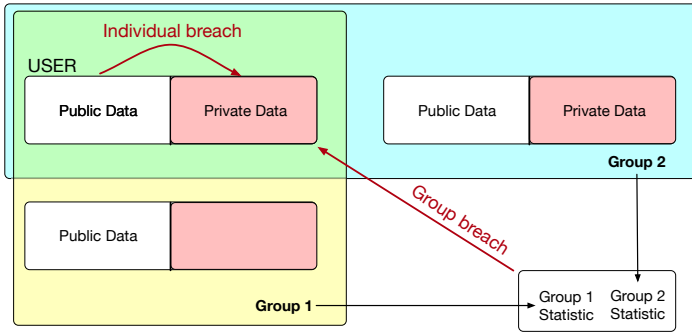 Individual breach
USER
Public Data
Private Data
Public Data
Private Data
Group 2
Public Data
Group breach
Group 1
Group 1
Statistic
Group 2
Statistic